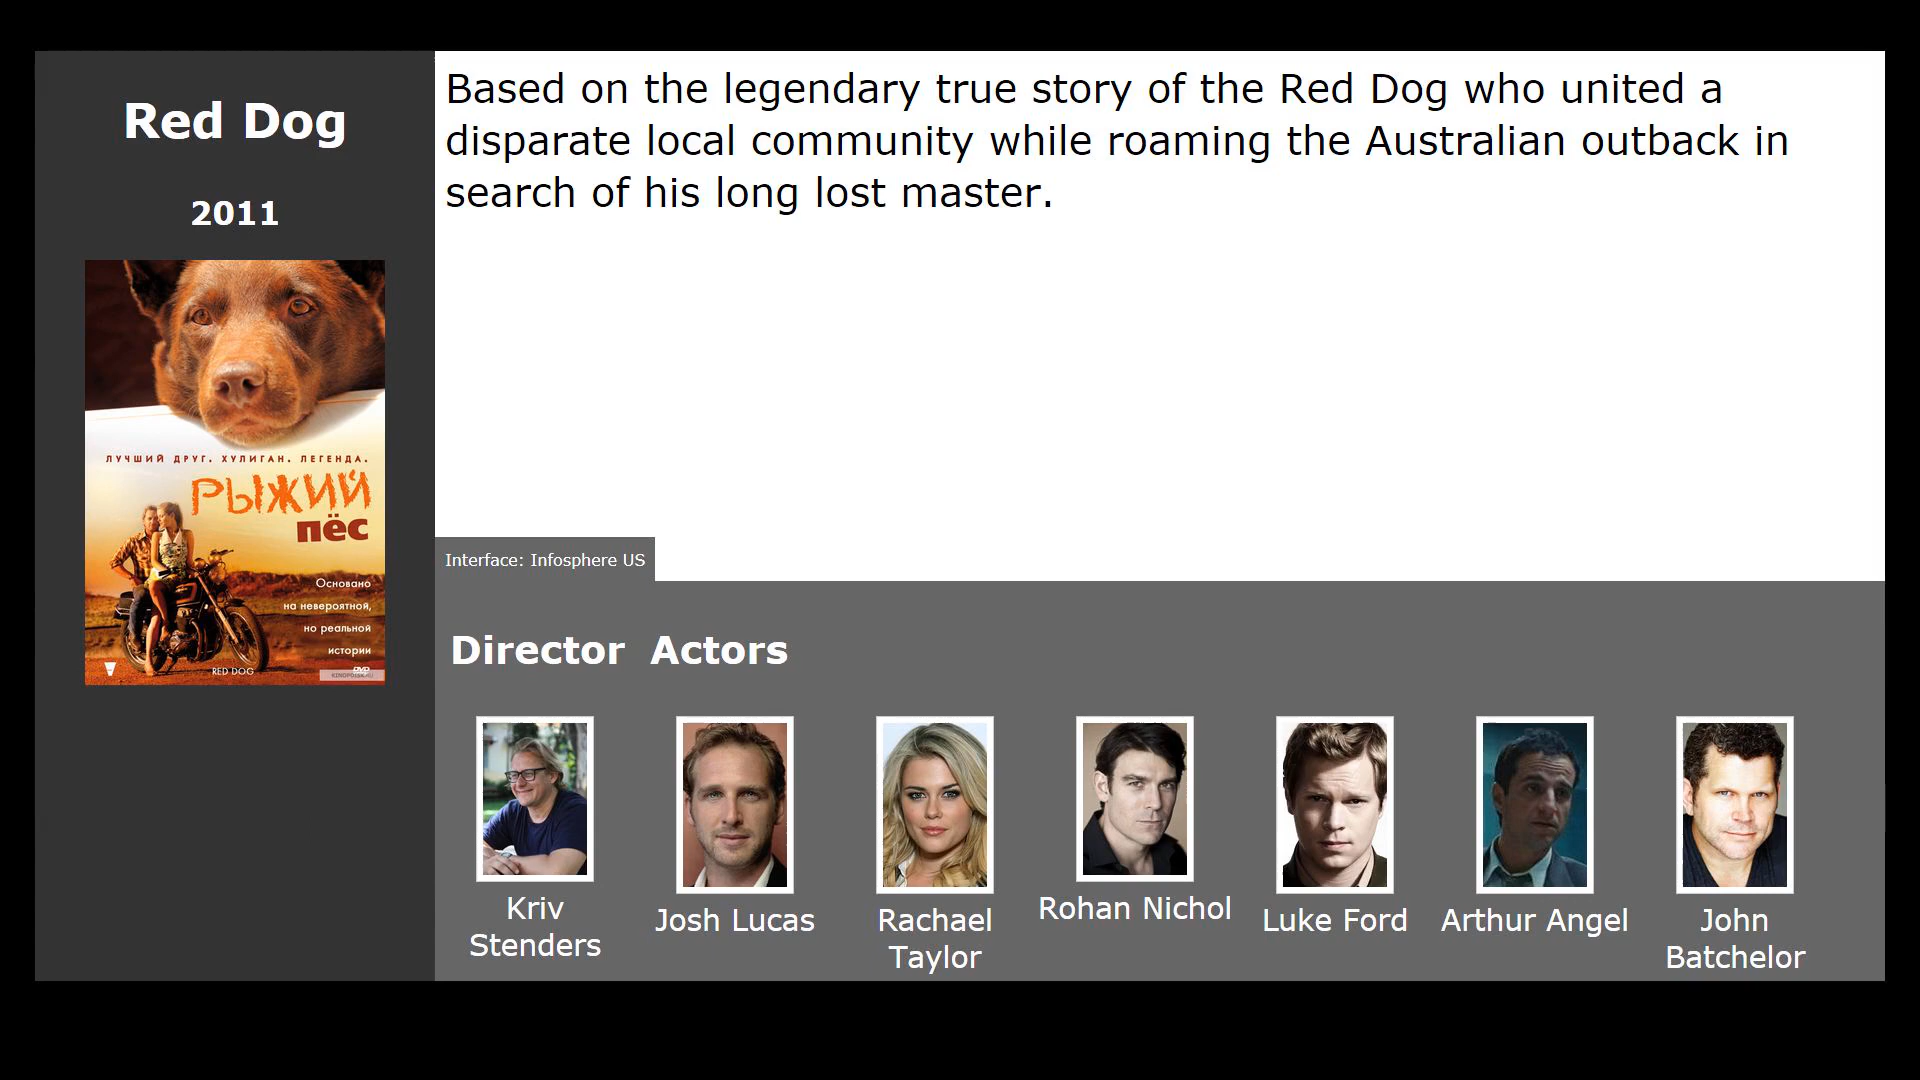 Red Dog
2011
ЛУЧШИЙ ДРУГ. ХУЛИГАН. ЛЕГЕНДА.
РЫЖИЙ
пёс
Основано
на невероятной,
но реальной
истории
DVD
RED DOG
KINOPOISK.RU
Based on the legendary true story of the Red Dog who united a
disparate local community while roaming the Australian outback in
search of his long lost master.
Interface: Infosphere US
Director Actors
Kriv
Stenders
Josh Lucas
Rachael
Taylor
Rohan Nichol
Luke Ford
Arthur Angel
John
Batchelor